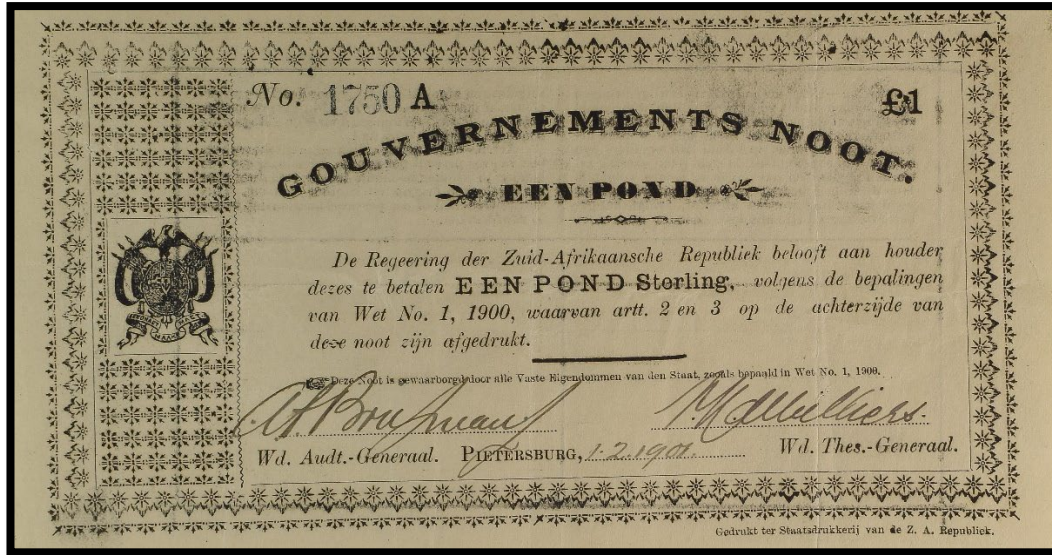 No. 1750 A £1
GOUVERNEMENTS NOOT.
EEN POND
De Regeering der Zuid-Afrikaansche Republiek belooft aan houder
dezes te betalen EEN POND Sterling, volgens de bepalingen
van Wet No. 1, 1900, waarvan artt. 2 en 3 op de achterzijde van
deze noot zijn afgedrukt.
Deze Noot is gewaarborgd door alle Vaste Eigendommen van den Staat, zooals bepaald in Wet No. 1, 1900.
Wd. Audt.-Generaal. PIETERSBURG, 1.2.1901. Wd. Thes.-Generaal.
Gedrukt ter Staatsdrukkerij van de Z. A. Republiek.